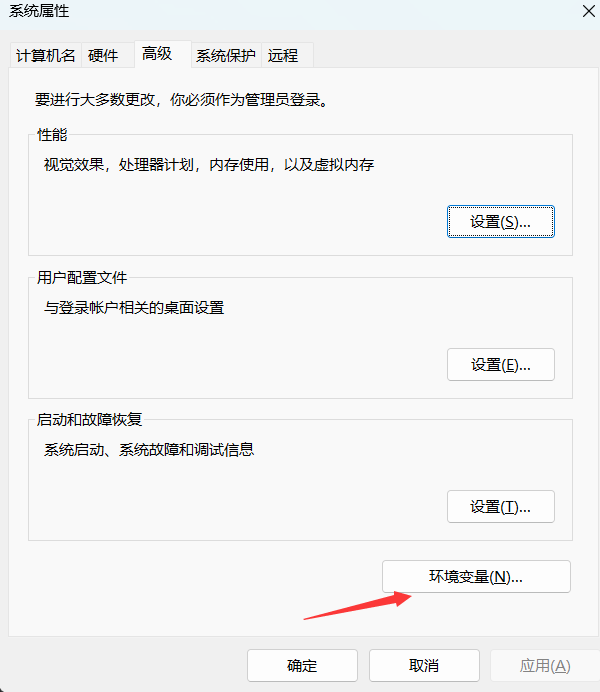 系统属性
计算机名 硬件 高级 系统保护 远程
要进行大多数更改，你必须作为管理员登录。
性能
视觉效果，处理器计划，内存使用，以及虚拟内存
设置(S)...
用户配置文件
与登录帐户相关的桌面设置
设置(E)...
启动和故障恢复
系统启动、系统故障和调试信息
设置(T)...
环境变量(N)...
确定 取消 应用(A)